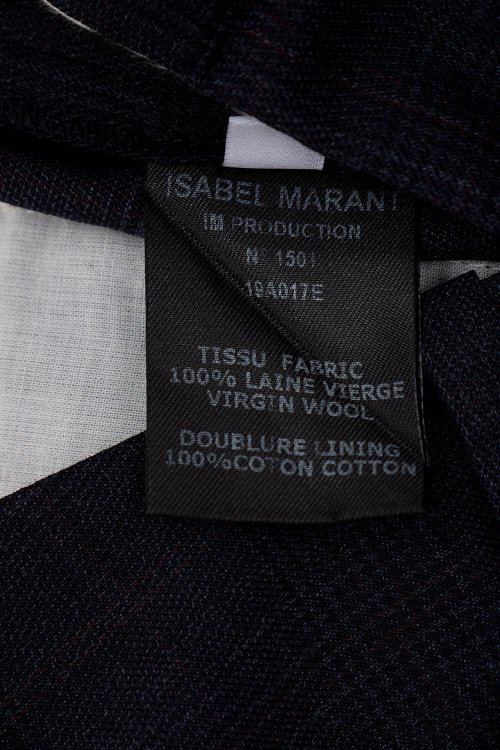 ISABEL MARANT
IM PRODUCTION
N 1501
19A017E
TISSU FABRIC
100% LAINE VIERGE
VIRGIN WOOL
DOUBLURE LINING
100%COTON COTTON